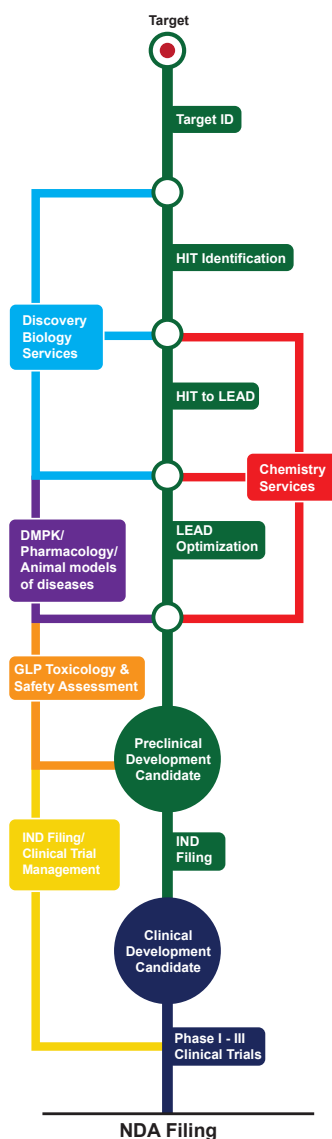 Target
Target ID
HIT Identification
Discovery
Biology
Services
HIT to LEAD
Chemistry
Services
DMPK/
Pharmacology/
Animal models
of diseases
LEAD
Optimization
GLP Toxicology &
Safety Assessment
Preclinical
Development
Candidate
IND Filing/
Clinical Trial
Management
IND
Filing
Clinical
Development
Candidate
Phase I - III
Clinical Trials
NDA Filing